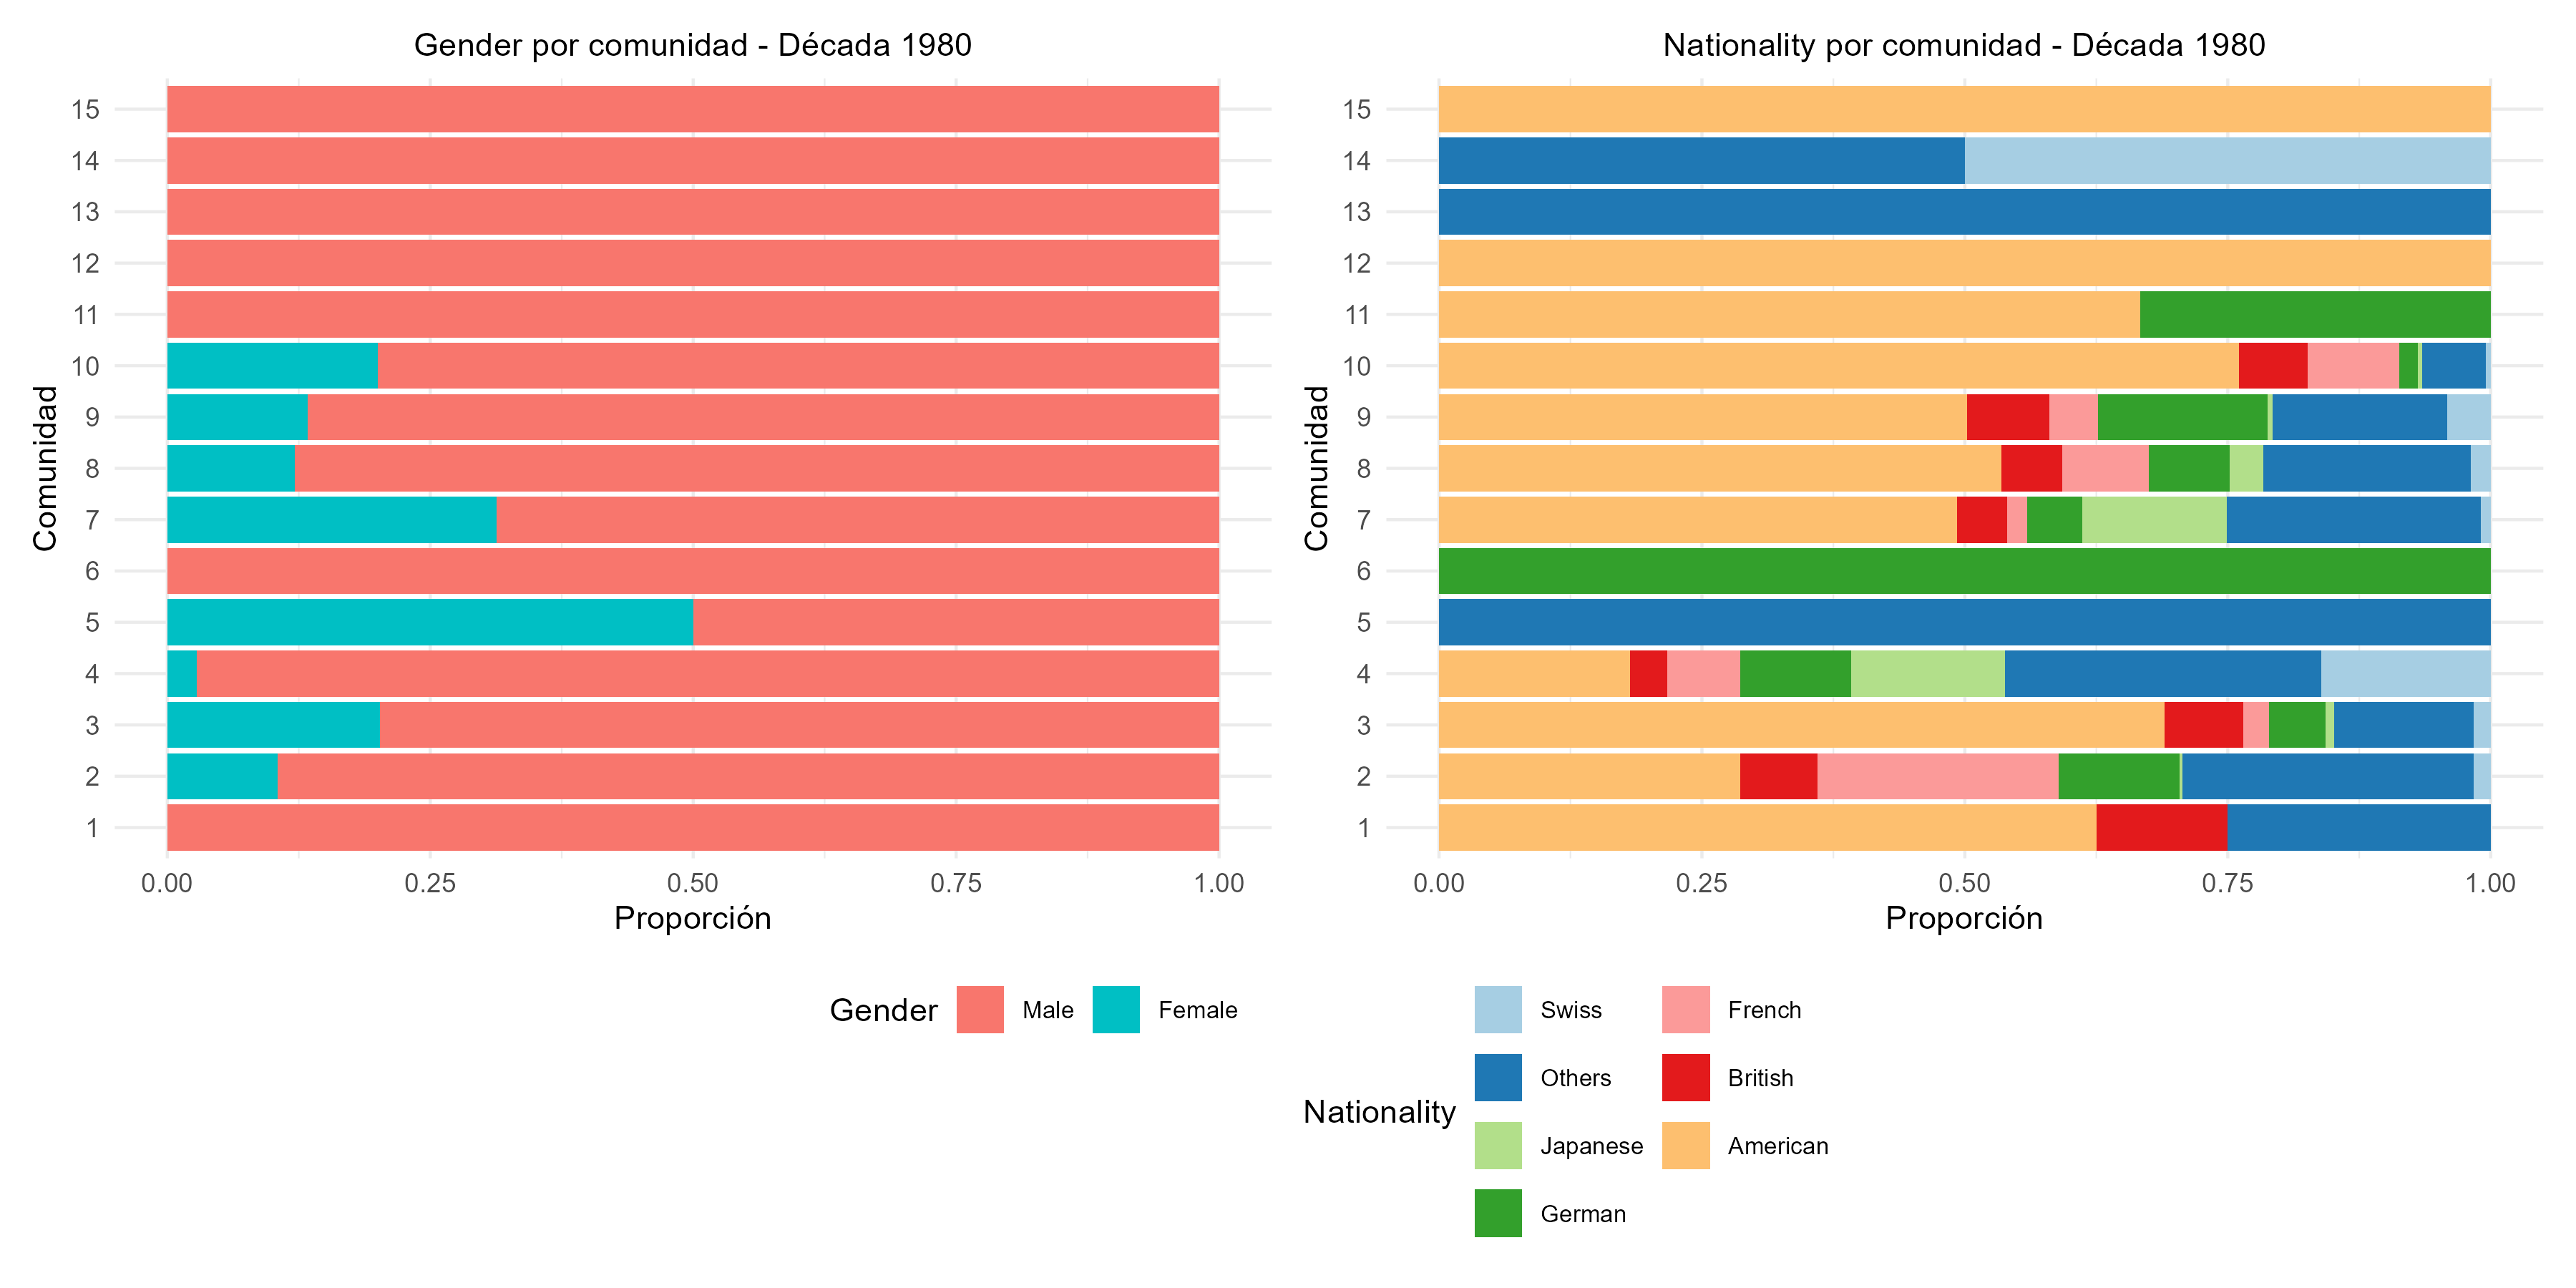 Gender por comunidad - Década 1980
15
14
13
12
11
10
9
8
7
6
5
4
3
2
1
Comunidad
0.00 0.25 0.50 0.75 1.00
Proporción
Nationality por comunidad - Década 1980
15
14
13
12
11
10
9
8
7
6
5
4
3
2
1
Comunidad
0.00 0.25 0.50 0.75 1.00
Proporción
Gender Male Female
Nationality
Swiss French
Others British
Japanese American
German